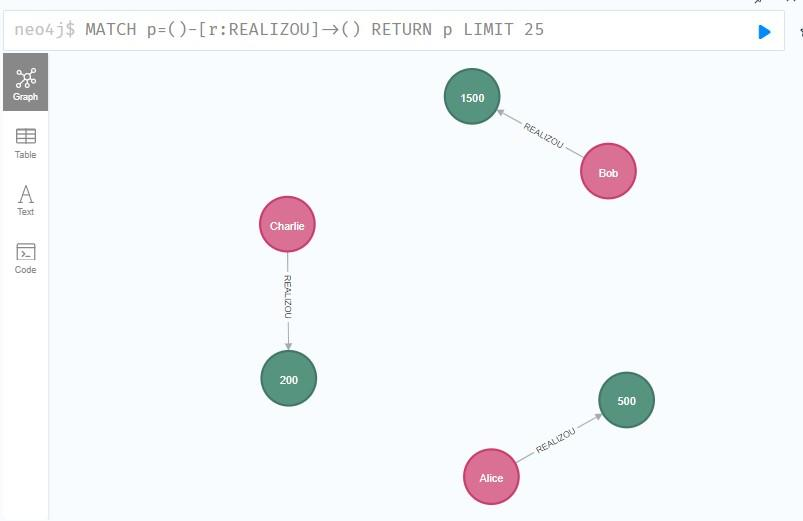 neo4j$ MATCH p=()-[r:REALIZOU]→() RETURN p LIMIT 25
Graph
Table
Text
Code
1500
REALIZOU
Bob
Charlie
REALIZOU
200
500
REALIZOU
Alice